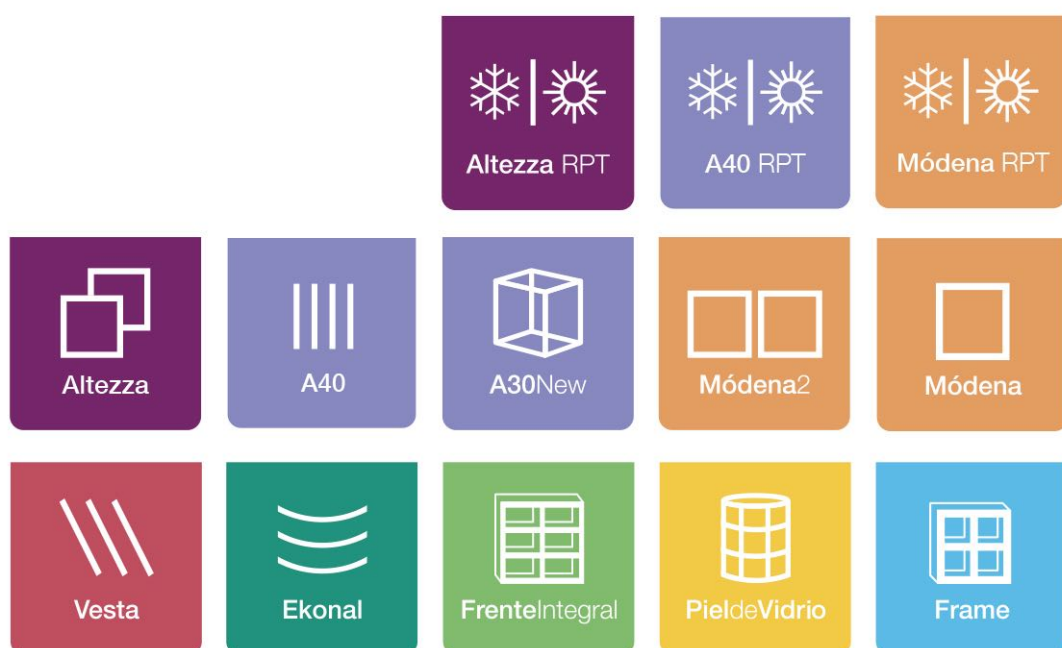 Altezza RPT
A40 RPT
Módena RPT
Altezza
A40
A30New
Módena2
Módena
Vesta
Ekonal
FrenteIntegral
PieldeVidrio
Frame